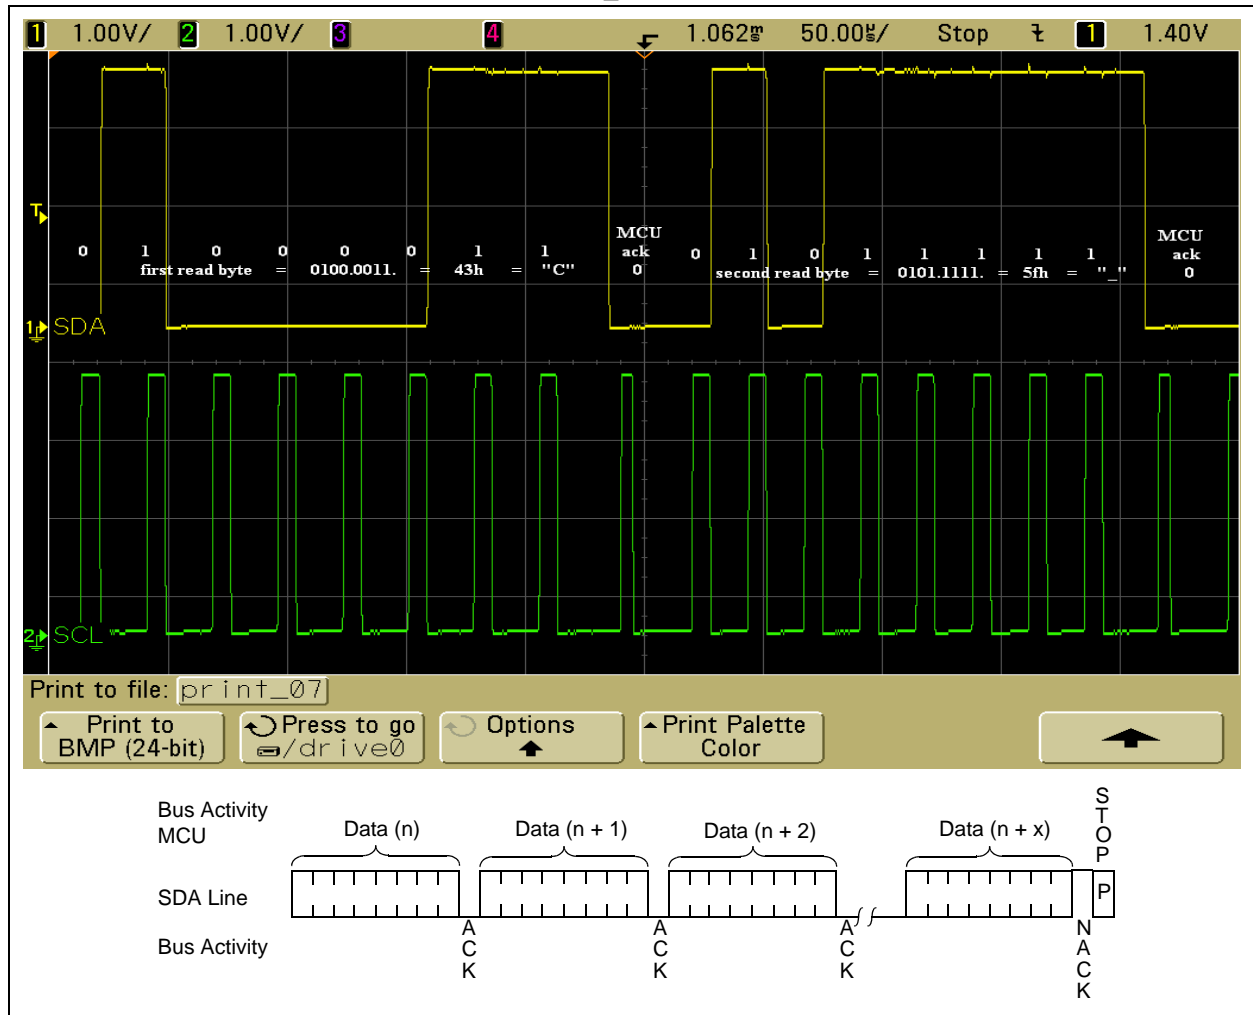 1 1.00V/ 2 1.00V/ 3 4 1.062ms 50.00us/ Stop 1 1.40V
T
MCU MCU
0 1 0 0 0 0 1 1 ack 0 1 0 1 1 1 1 1 ack
first read byte = 0100.0011. = 43h = "C" 0 second read byte = 0101.1111. = 5fh = "_" 0
1 SDA
2 SCL
Print to file: print_07
Print to Press to go Options Print Palette
BMP (24-bit) /drive0 Color
Bus Activity
MCU
Data (n) Data (n + 1) Data (n + 2) Data (n + x) STOP
SDA Line P
Bus Activity ACK ACK ACK NACK